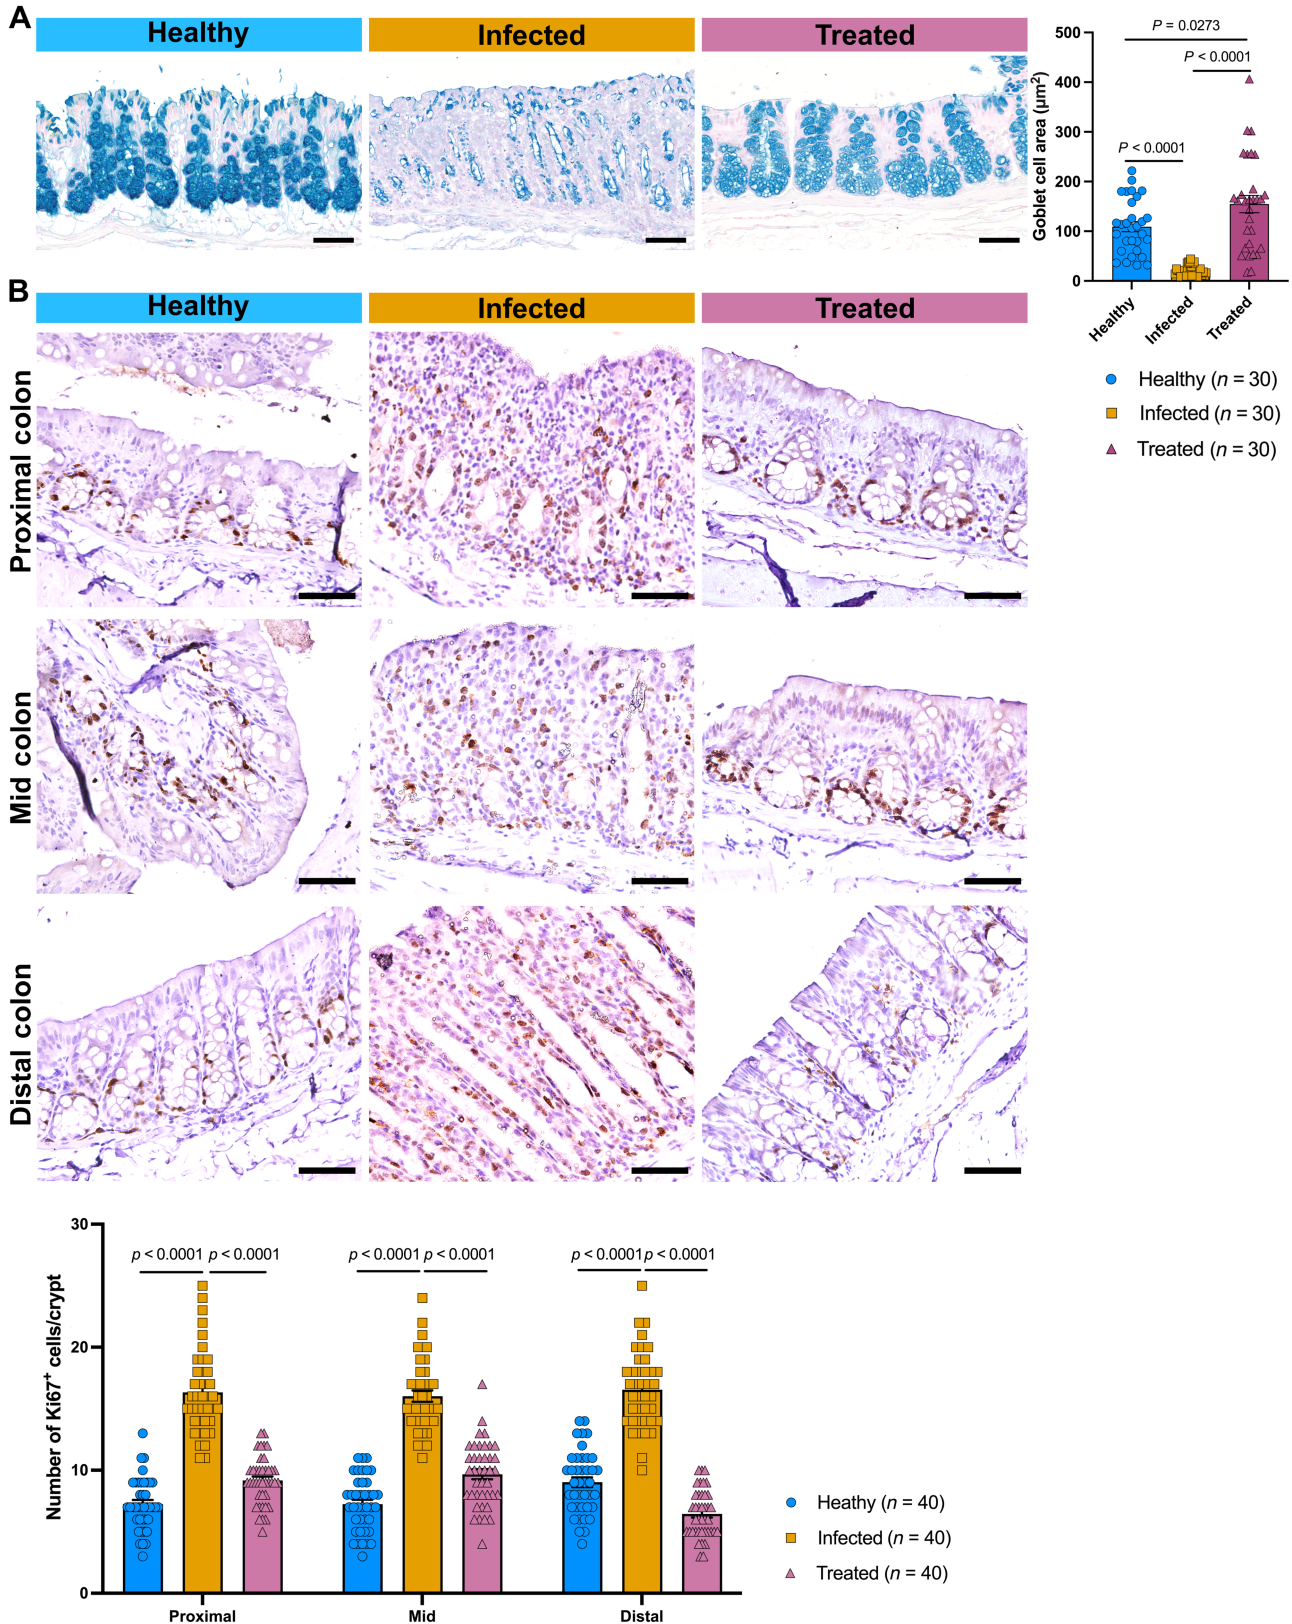 A
Healthy
Infected
Treated
Goblet cell area (µm²)
500
400
300
200
100
0
P = 0.0273
P < 0.0001
P < 0.0001
Healthy
Infected
Treated
Healthy (n = 30)
Infected (n = 30)
Treated (n = 30)
B
Healthy
Infected
Treated
Proximal colon
Mid colon
Distal colon
Number of Ki67⁺ cells/crypt
30
20
10
0
p < 0.0001
p < 0.0001
p < 0.0001
p < 0.0001
p < 0.0001
p < 0.0001
Proximal
Mid
Distal
Heathy (n = 40)
Infected (n = 40)
Treated (n = 40)